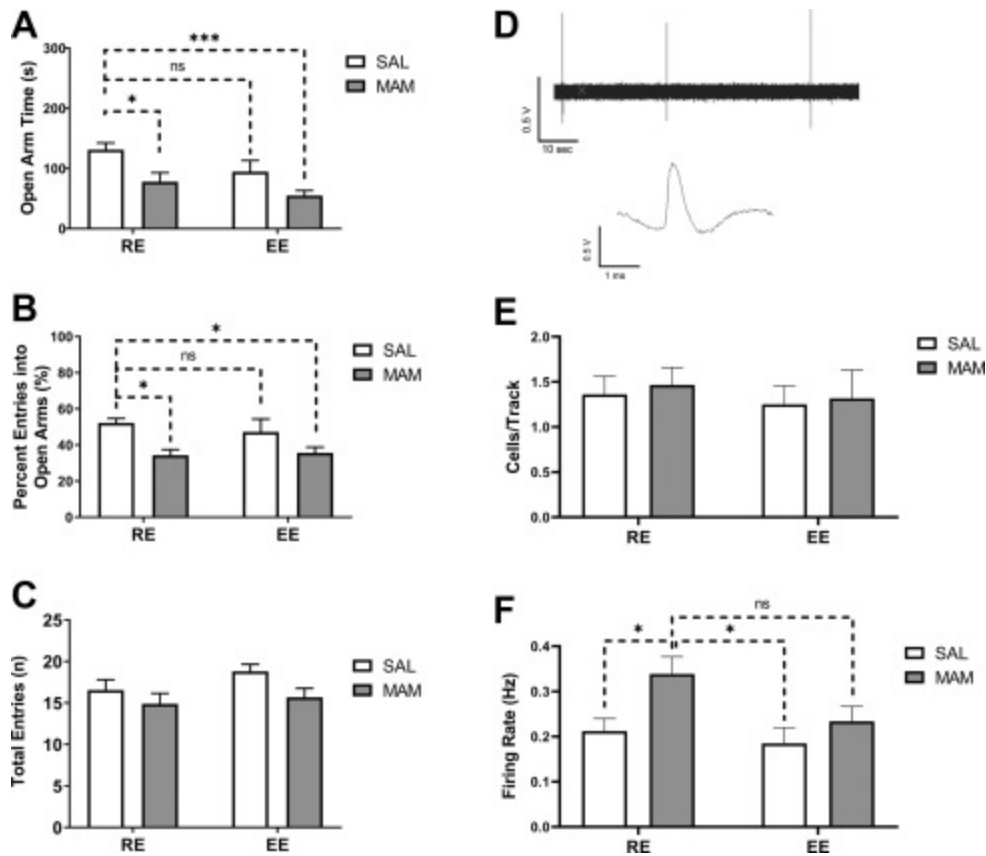 A
Open Arm Time (s)
300
200
100
0
***
ns
*
RE
EE
SAL
MAM
B
Percent Entries into
Open Arms (%)
100
80
60
40
20
0
*
ns
*
RE
EE
SAL
MAM
C
Total Entries (n)
25
20
15
10
5
0
RE
EE
SAL
MAM
D
0.5 V
10 sec
0.5 V
1 ms
E
Cells/Track
2.0
1.5
1.0
0.5
0.0
RE
EE
SAL
MAM
F
Firing Rate (Hz)
0.4
0.3
0.2
0.1
0.0
ns
*
*
RE
EE
SAL
MAM